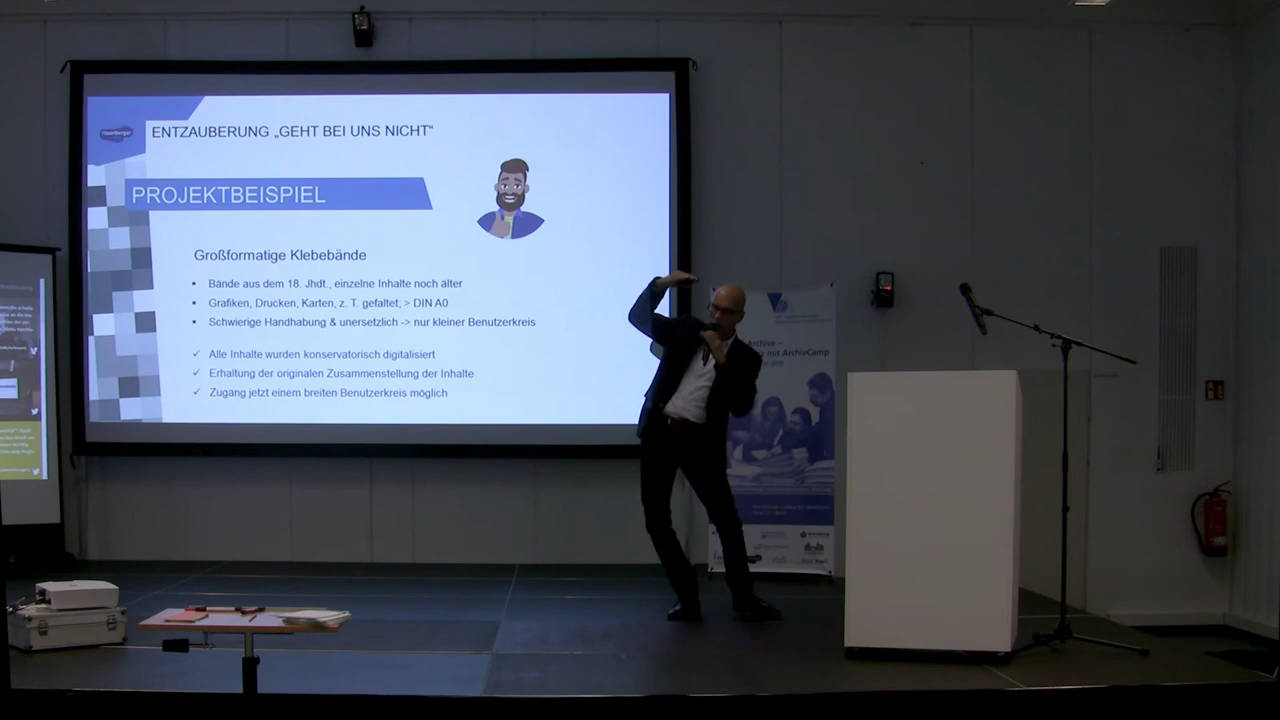 ENTZAUBERUNG „GEHT BEI UNS NICHT“
PROJEKTBEISPIEL
Großformatige Klebebände
▪ Bände aus dem 18. Jhdt., einzelne Inhalte noch älter
▪ Grafiken, Drucken, Karten, z. T. gefaltet; > DIN A0
▪ Schwierige Handhabung & unersetzlich -> nur kleiner Benutzerkreis
✓ Alle Inhalte wurden konservatorisch digitalisiert
✓ Erhaltung der originalen Zusammenstellung der Inhalte
✓ Zugang jetzt einem breiten Benutzerkreis möglich
Archive –
mit ArchivCamp